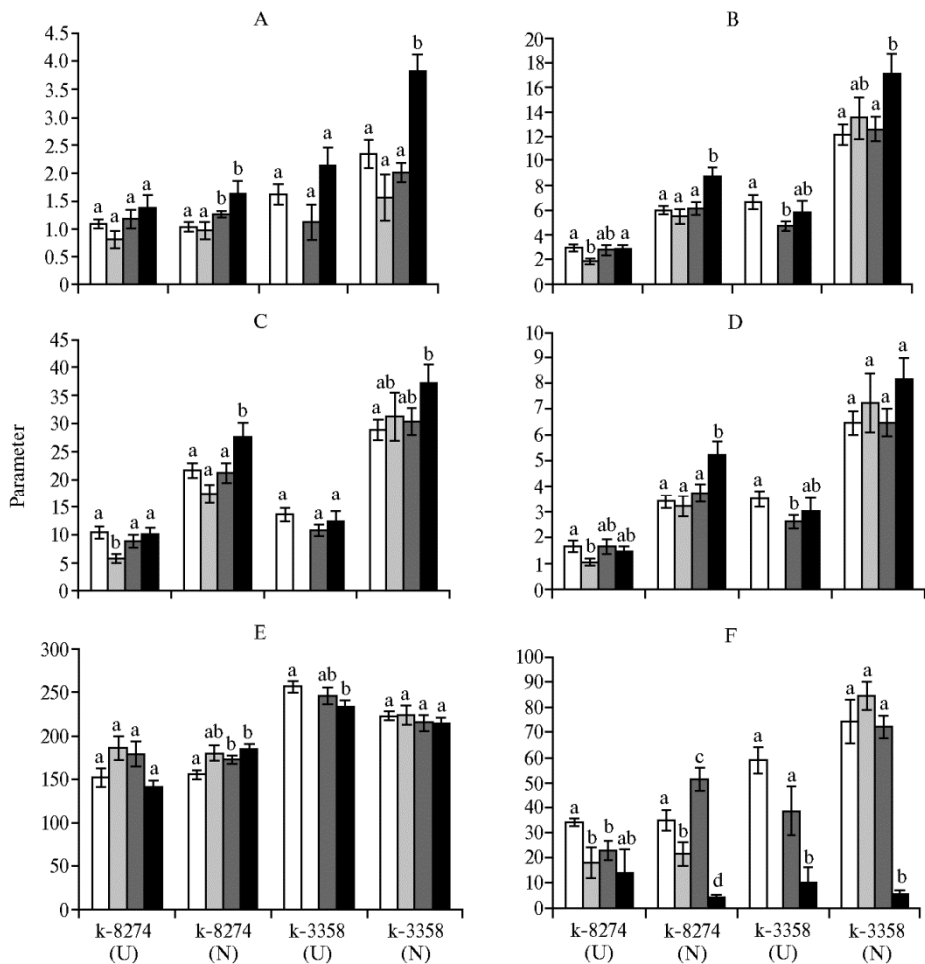 A
4.5
4.0
3.5
3.0
2.5
2.0
1.5
1.0
0.5
0
a a a a
a a b b
a a a
a a a b
B
20
18
16
14
12
10
8
6
4
2
0
a b ab a
a a a b
a b ab
a ab a b
C
45
40
35
30
25
20
15
10
5
0
a b a a
a a a b
a a a
a ab ab b
D
10
9
8
7
6
5
4
3
2
1
0
a b ab ab
a a a b
a b ab
a a a a
Parameter
E
300
250
200
150
100
50
0
a a a a
a ab b b
a ab b
a a a a
k-8274 k-8274 k-3358 k-3358
(U) (N) (U) (N)
F
100
90
80
70
60
50
40
30
20
10
0
a b b ab
a b c d
a a b
a a a b
k-8274 k-8274 k-3358 k-3358
(U) (N) (U) (N)